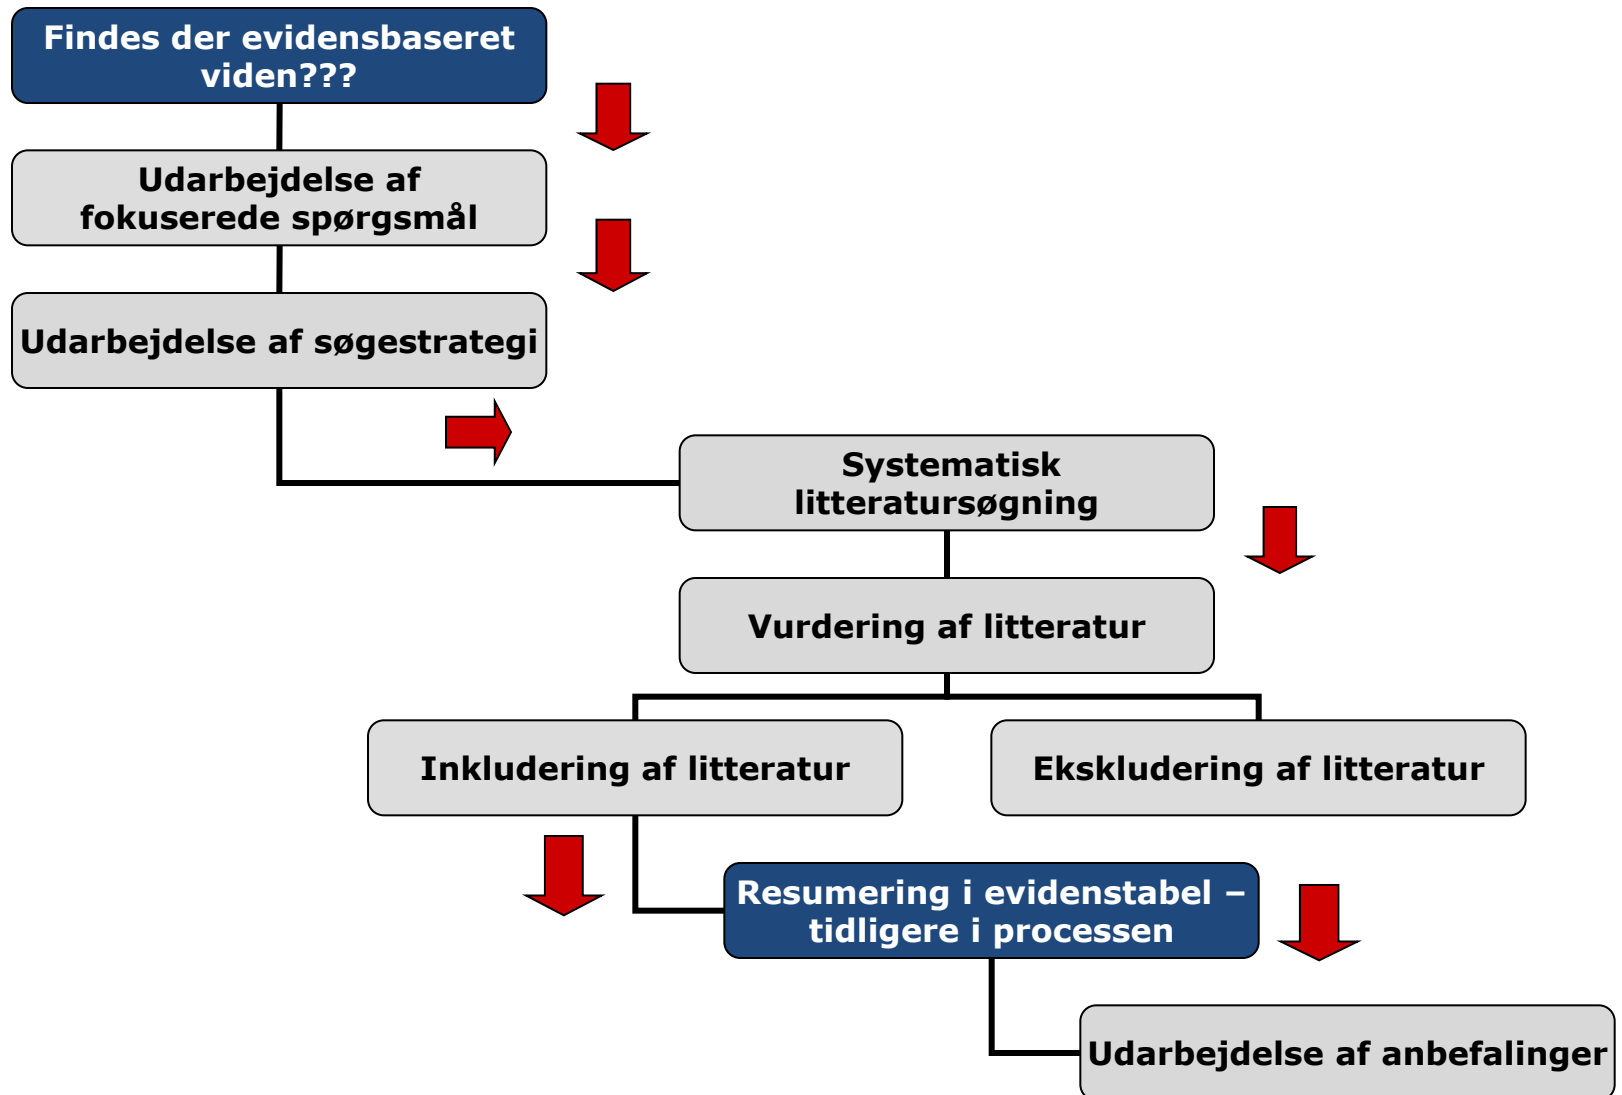 Findes der evidensbaseret
viden???
Udarbejdelse af
fokuserede spørgsmål
Udarbejdelse af søgestrategi
Systematisk
litteratursøgning
Vurdering af litteratur
Inkludering af litteratur
Ekskludering af litteratur
Resumering i evidenstabel –
tidligere i processen
Udarbejdelse af anbefalinger